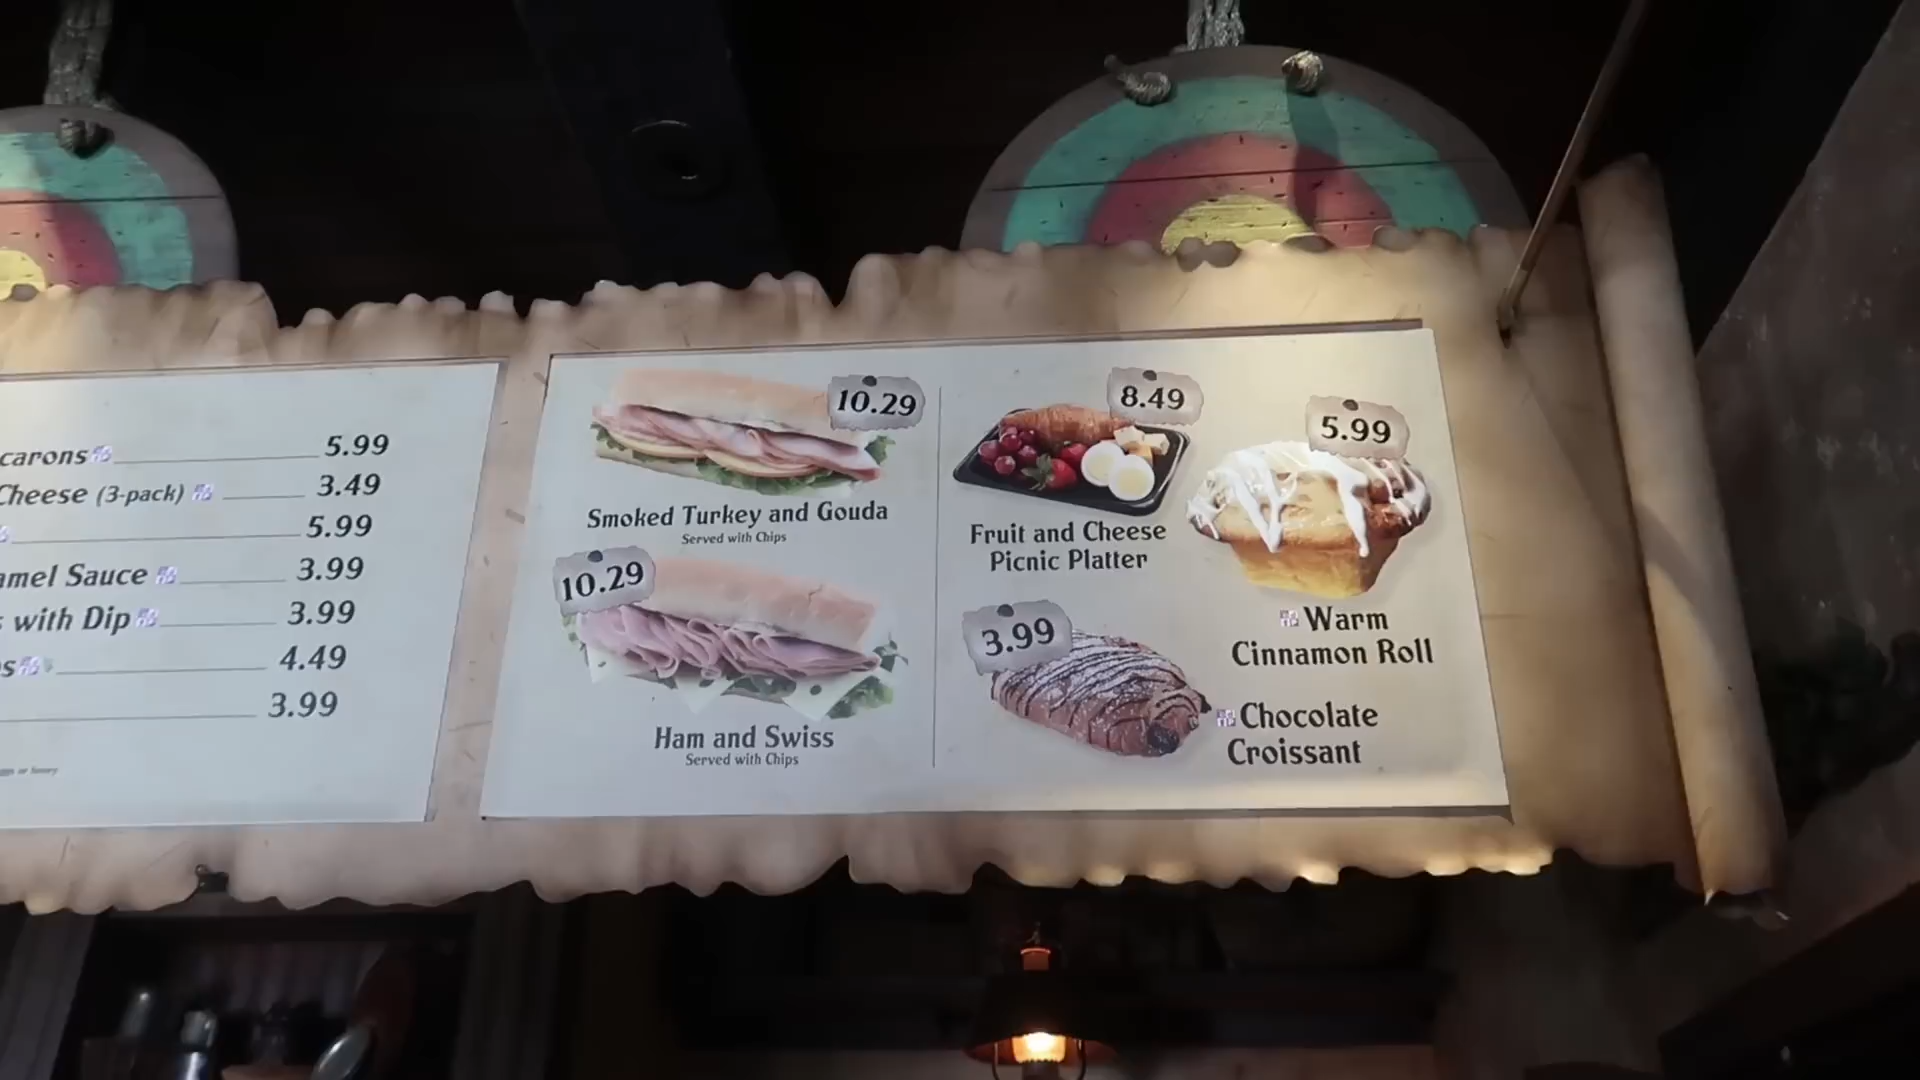 carons 5.99
Cheese (3-pack) 3.49
5.99
amel Sauce 3.99
with Dip 3.99
s 4.49
3.99
or honey
10.29
Smoked Turkey and Gouda
Served with Chips
10.29
Ham and Swiss
Served with Chips
8.49
Fruit and Cheese
Picnic Platter
5.99
Warm
Cinnamon Roll
3.99
Chocolate
Croissant